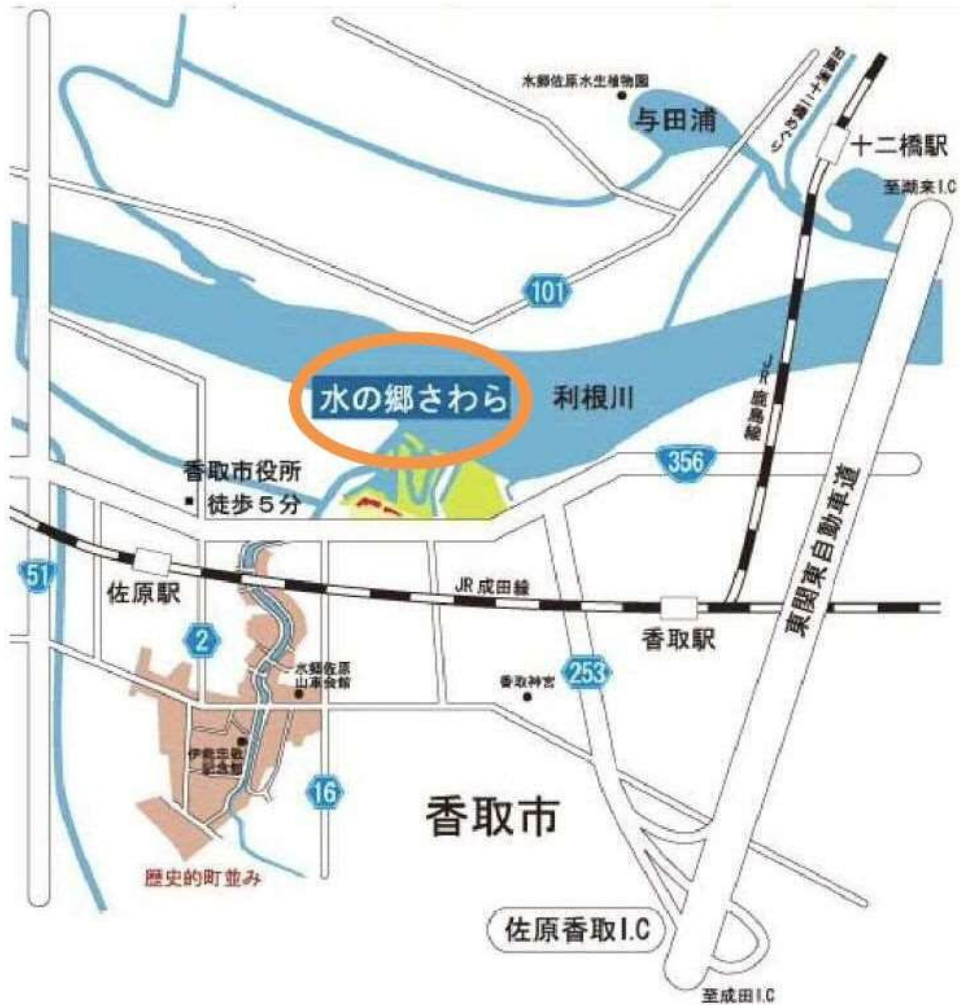 水郷佐原水生植物園
与田浦
十二橋駅
至潮来I.C
101
水の郷さわら
利根川
JR 鹿島線
356
香取市役所
徒歩5分
東関東自動車道
51
佐原駅
JR 成田線
香取駅
2
水郷佐原
山車会館
香取神宮
253
伊能忠敬
記念館
16
香取市
歴史的町並み
佐原香取I.C
至成田I.C